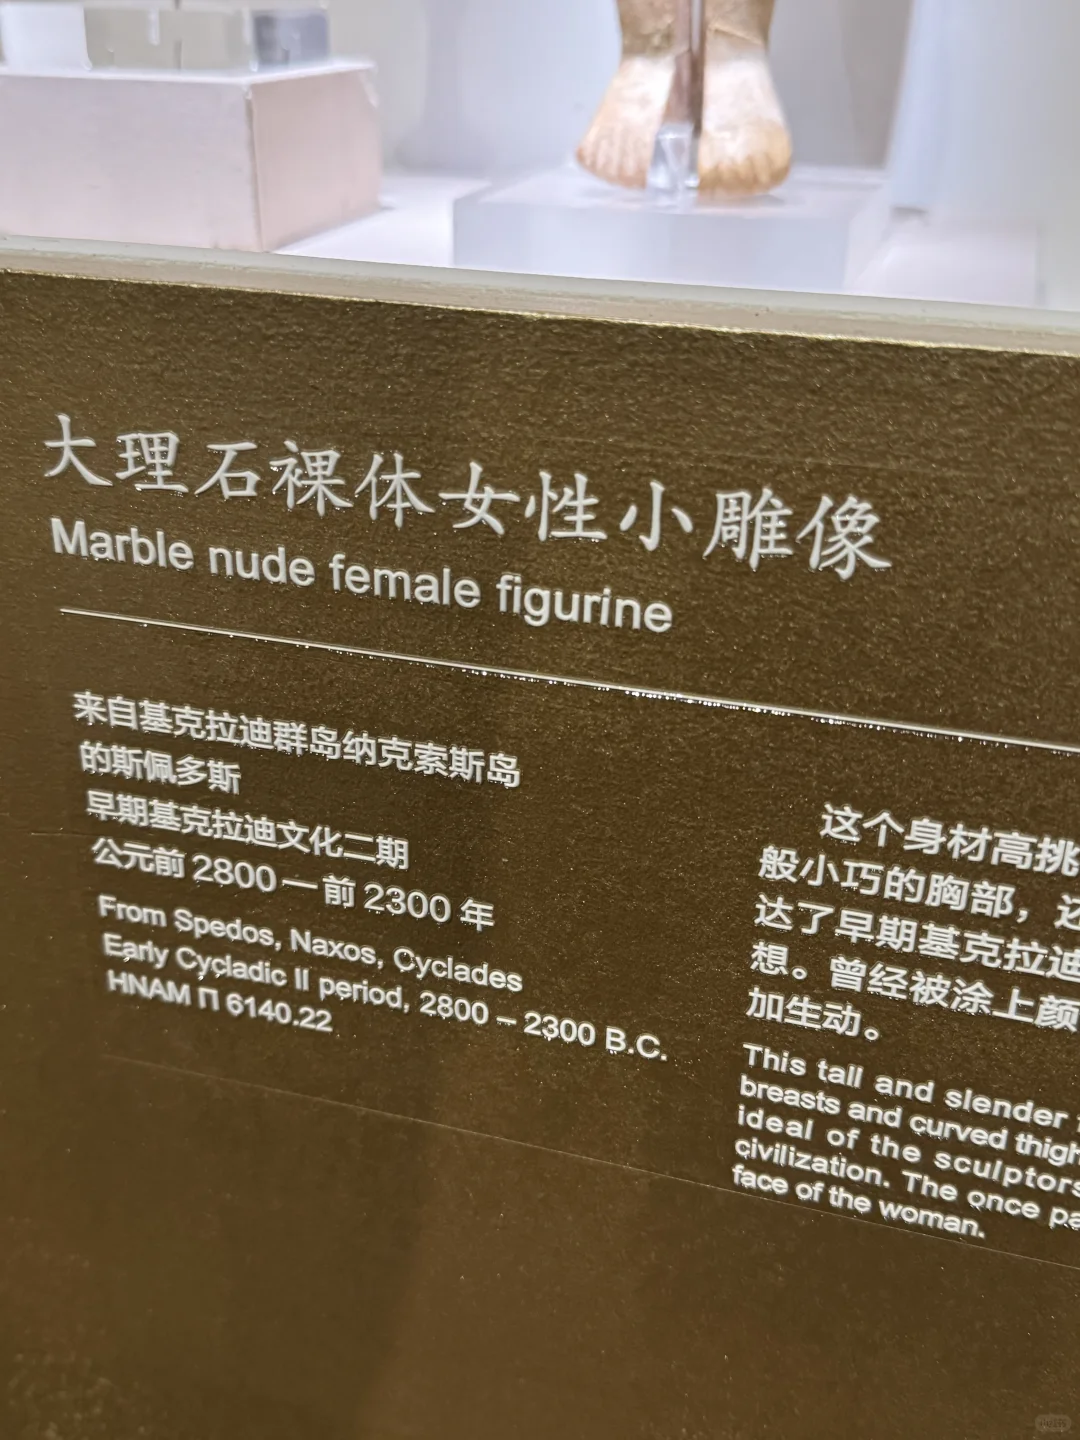 大理石裸体女性小雕像
Marble nude female figurine
来自基克拉迪群岛纳克索斯岛
的斯佩多斯
早期基克拉迪文化二期
公元前 2800 — 前 2300 年
From Spedos, Naxos, Cyclades
Early Cycladic II period, 2800 – 2300 B.C.
HNAM Π 6140.22
这个身材高挑
般小巧的胸部，还
达了早期基克拉迪
想。曾经被涂上颜
加生动。
This tall and slender
breasts and curved thigh
ideal of the sculptors
civilization. The once pa
face of the woman.